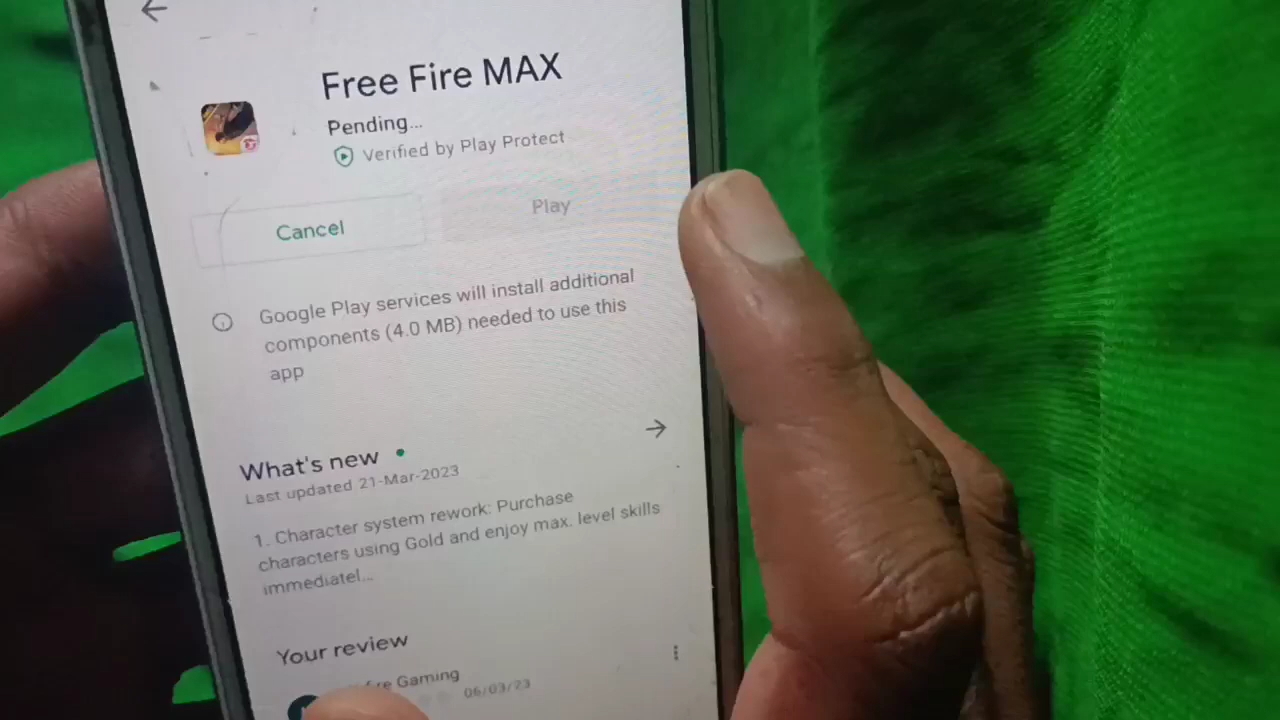 Free Fire MAX
Pending...
Verified by Play Protect
Cancel
Play
Google Play services will install additional
components (4.0 MB) needed to use this
app
What's new
Last updated 21-Mar-2023
1. Character system rework: Purchase
characters using Gold and enjoy max. level skills
immediatel...
Your review
Gaming
06/03/23